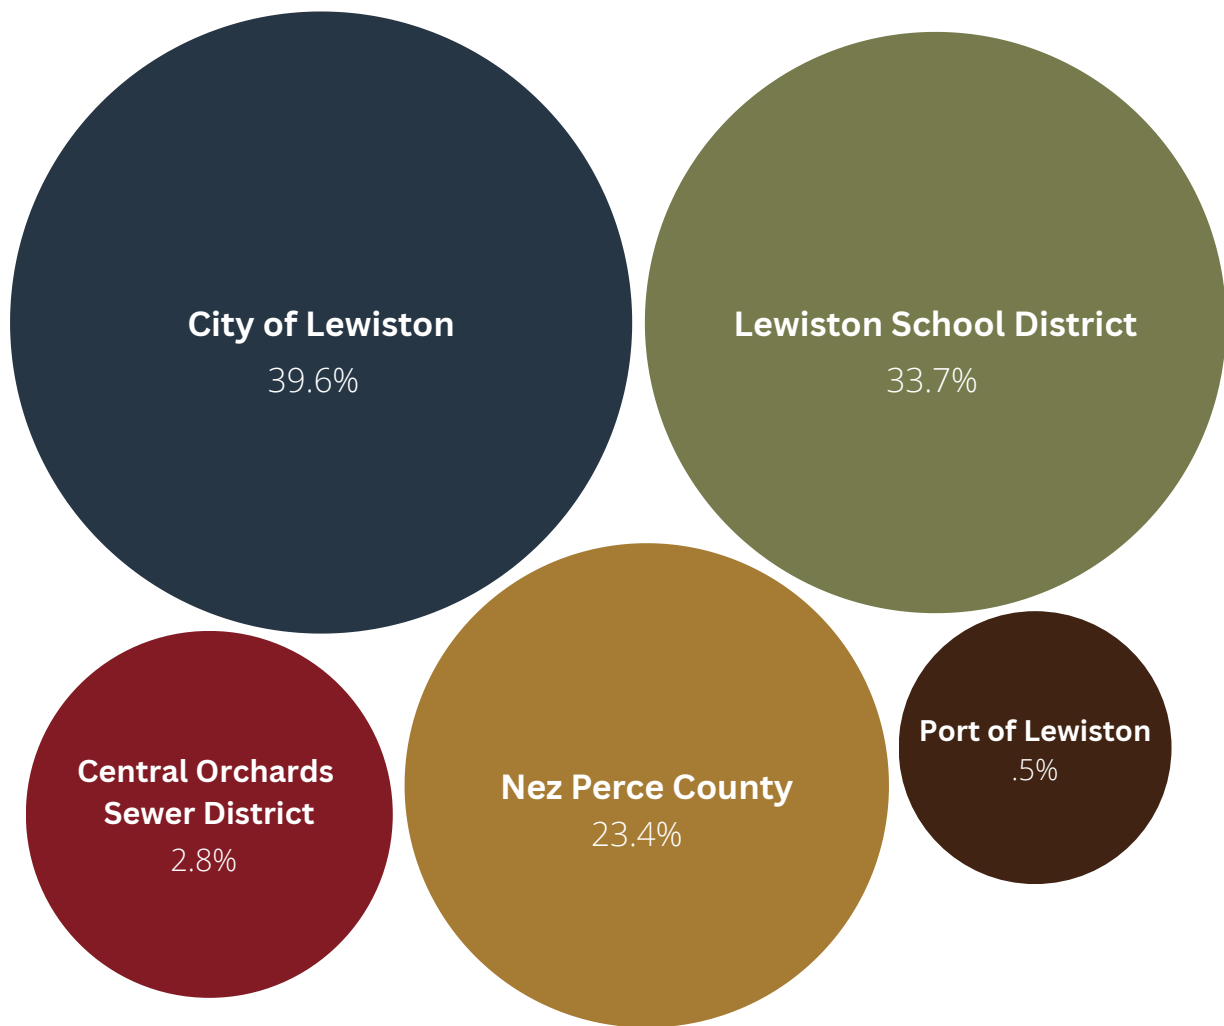 City of Lewiston
39.6%
Lewiston School District
33.7%
Central Orchards
Sewer District
2.8%
Nez Perce County
23.4%
Port of Lewiston
.5%